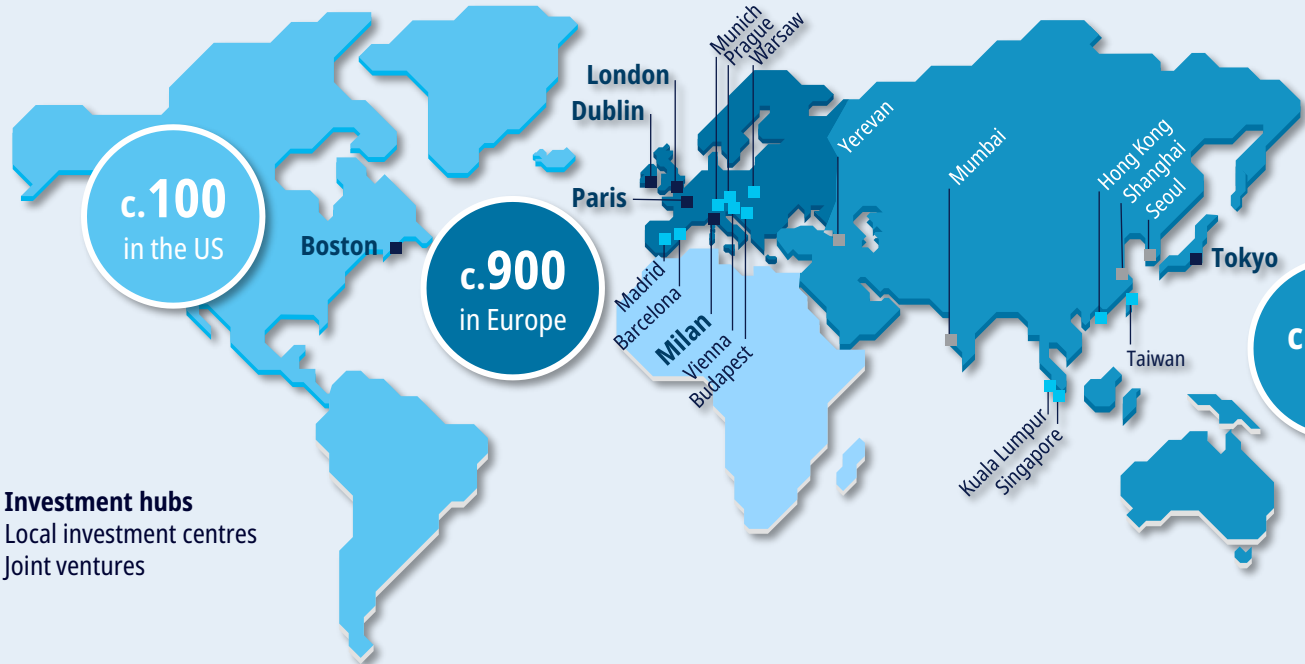 Munich
Prague
Warsaw
London
Dublin
Paris
Yerevan
Mumbai
Hong Kong
Shanghai
Seoul
c.100
in the US
Boston
c.900
in Europe
Madrid
Barcelona
Milan
Vienna
Budapest
Tokyo
Taiwan
c
Kuala Lumpur
Singapore
Investment hubs
Local investment centres
Joint ventures